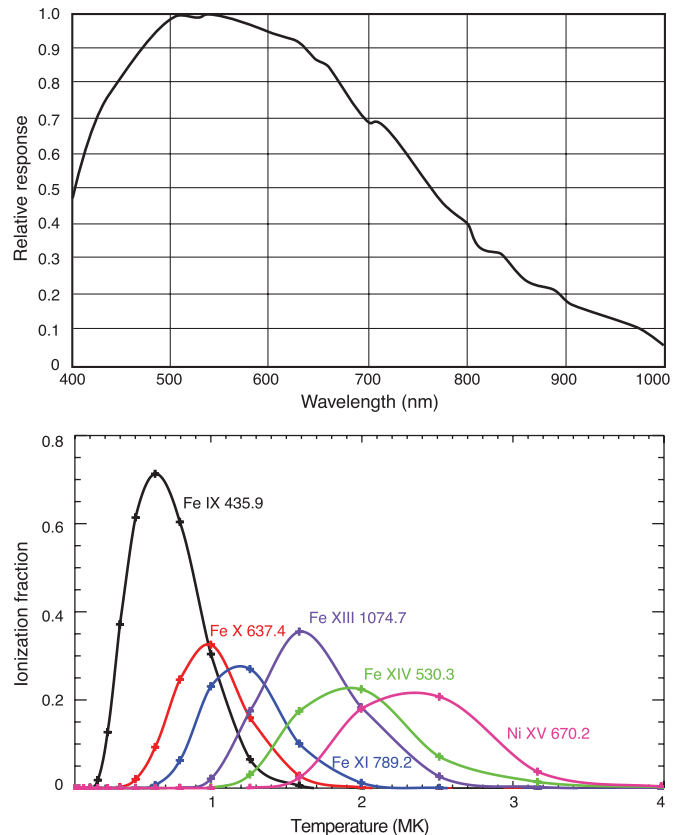 1.0
0.9
0.8
0.7
0.6
0.5
0.4
0.3
0.2
0.1
0
Relative response
400 500 600 700 800 900 1000
Wavelength (nm)
0.8
0.6
0.4
0.2
0
Ionization fraction
Fe IX 435.9
Fe XIII 1074.7
Fe X 637.4
Fe XIV 530.3
Ni XV 670.2
Fe XI 789.2
1 2 3 4
Temperature (MK)